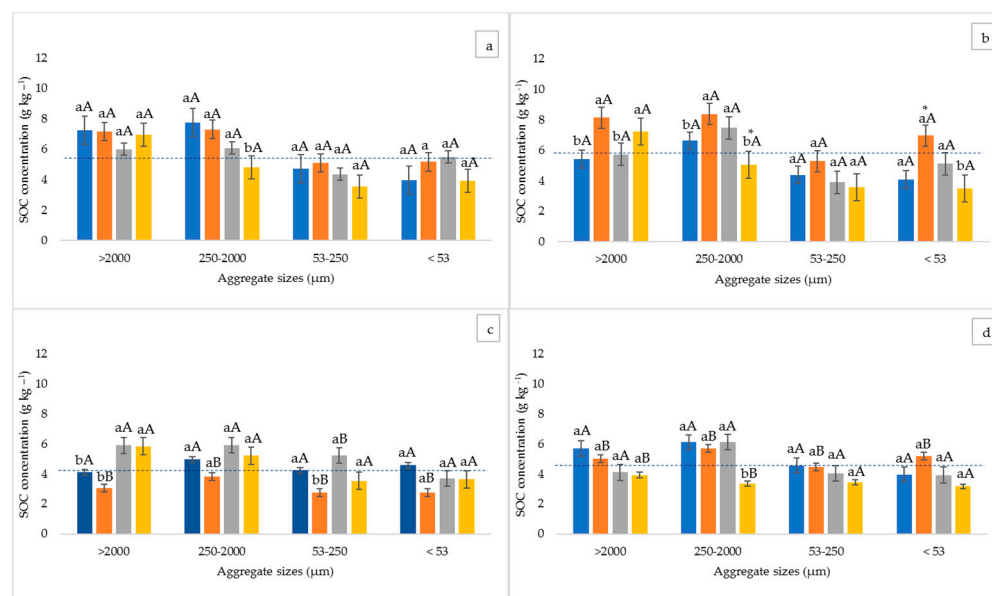 a
SOC concentration (g kg −1)
12
10
8
6
4
2
0
aA aA aA aA
aA aA aA bA
aA aA aA aA
aA a aA aA
>2000 250-2000 53-250 < 53
Aggregate sizes (µm)
b
SOC concentration (g kg -1)
12
10
8
6
4
2
0
bA aA bA aA
aA aA aA * bA
aA aA aA aA
aA * aA aA bA
>2000 250-2000 53-250 < 53
Aggregate sizes (µm)
c
SOC concentration (g kg −1)
12
10
8
6
4
2
0
bA bB aA aA
aA aB aA aA
aA bB aB aA
aA aB aA aA
>2000 250-2000 53-250 < 53
Aggregate sizes (µm)
d
SOC concentration (g kg −1)
12
10
8
6
4
2
0
aA aB aA aA
aA aB aA bB
aA aB aA aA
aA aB aA aA
>2000 250-2000 53-250 < 53
Aggregate sizes (µm)